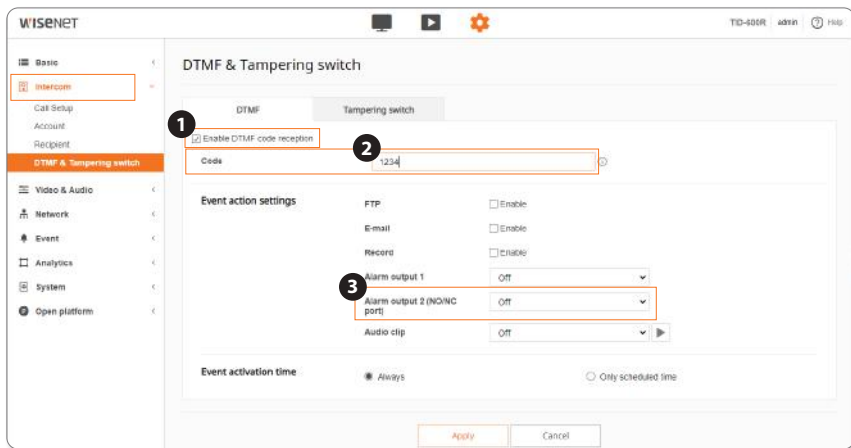 WISENET
TID-600R admin Help
Basic
Intercom
Call Setup
Account
Recipient
DTMF & Tampering switch
Video & Audio
Network
Event
Analytics
System
Open platform
DTMF & Tampering switch
DTMF Tampering switch
1
Enable DTMF code reception
2
Code 1234
Event action settings
FTP Enable
E-mail Enable
Record Enable
Alarm output 1 Off
3
Alarm output 2 (NO/NC Off
port)
Audio clip Off
Event activation time Always Only scheduled time
Apply Cancel